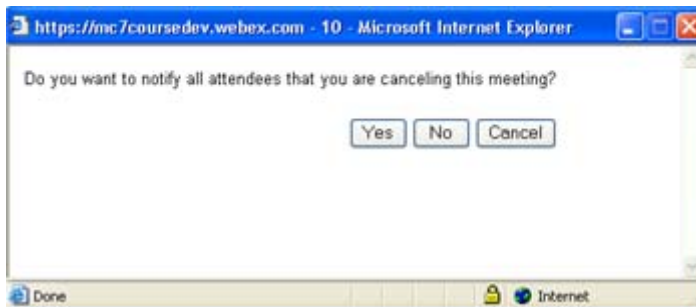 https://mc7coursedev.webex.com - 10 - Microsoft Internet Explorer
Do you want to notify all attendees that you are canceling this meeting?
Yes No Cancel
Done Internet